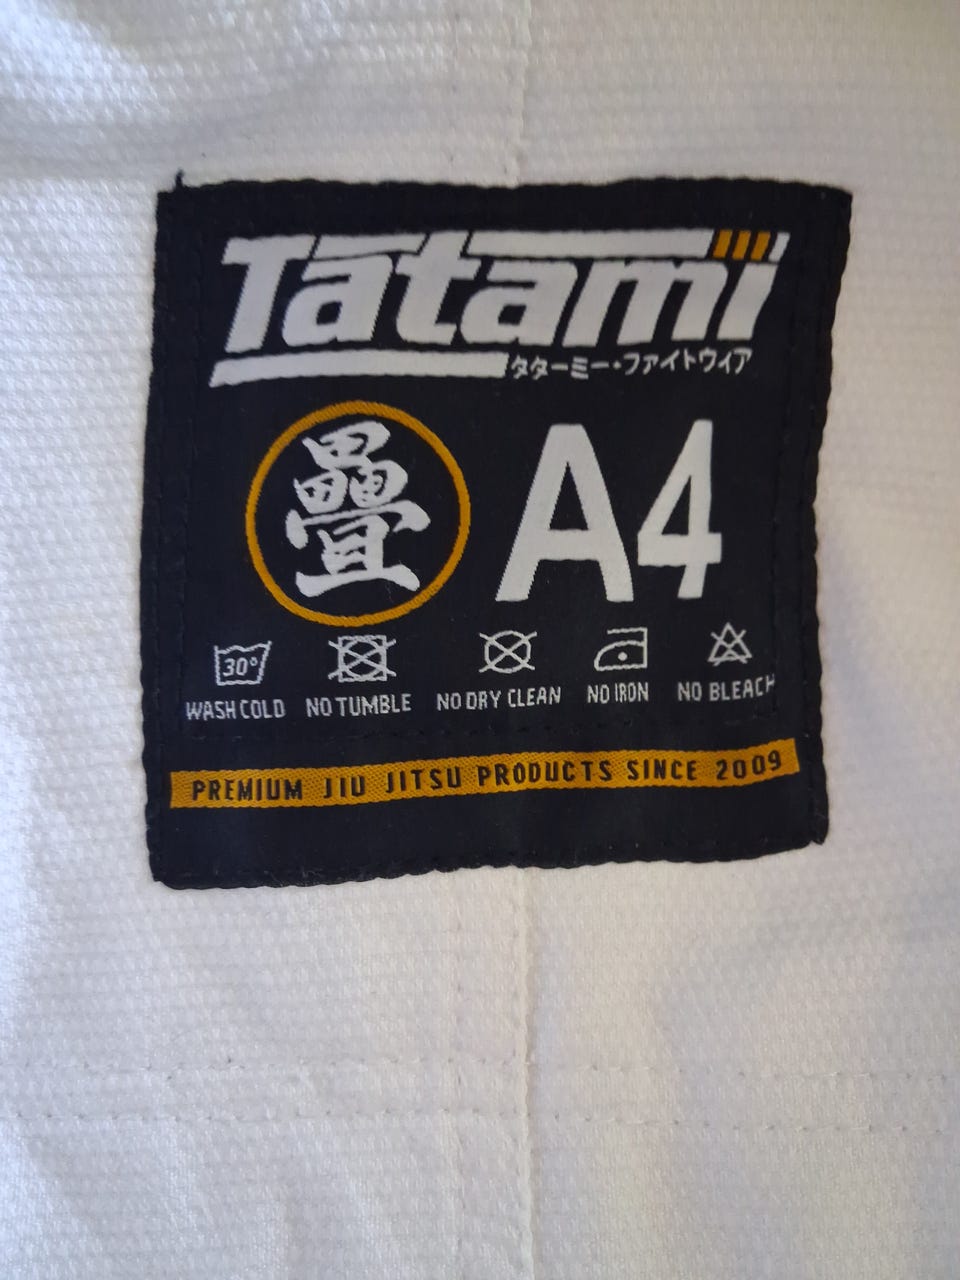 Tatami
タターミー・ファイトウィア
疊 A4
30°
WASH COLD NO TUMBLE NO DRY CLEAN NO IRON NO BLEACH
PREMIUM JIU JITSU PRODUCTS SINCE 2009